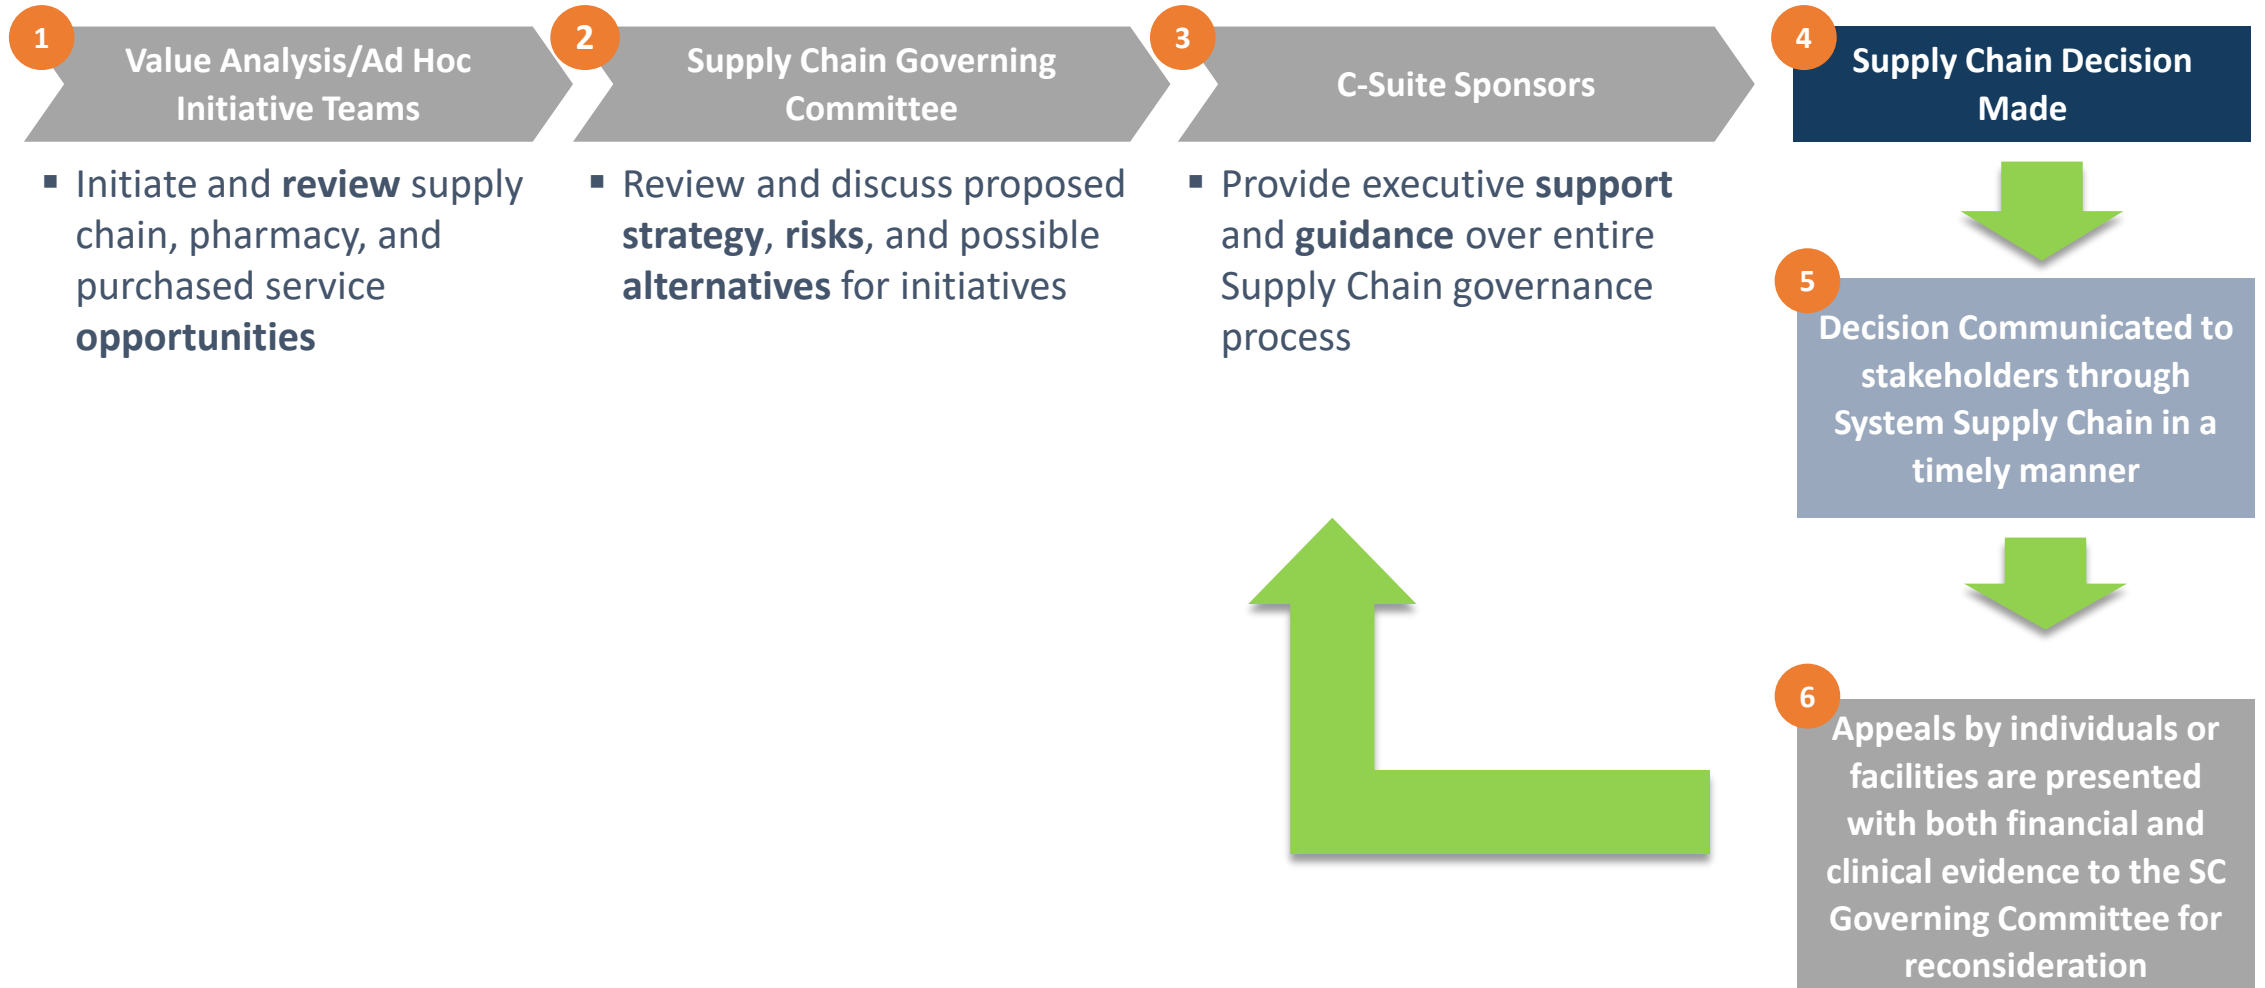 1
Value Analysis/Ad Hoc
Initiative Teams
▪ Initiate and review supply
chain, pharmacy, and
purchased service
opportunities
2
Supply Chain Governing
Committee
▪ Review and discuss proposed
strategy, risks, and possible
alternatives for initiatives
3
C-Suite Sponsors
▪ Provide executive support
and guidance over entire
Supply Chain governance
process
4
Supply Chain Decision
Made
5
Decision Communicated to
stakeholders through
System Supply Chain in a
timely manner
6
Appeals by individuals or
facilities are presented
with both financial and
clinical evidence to the SC
Governing Committee for
reconsideration